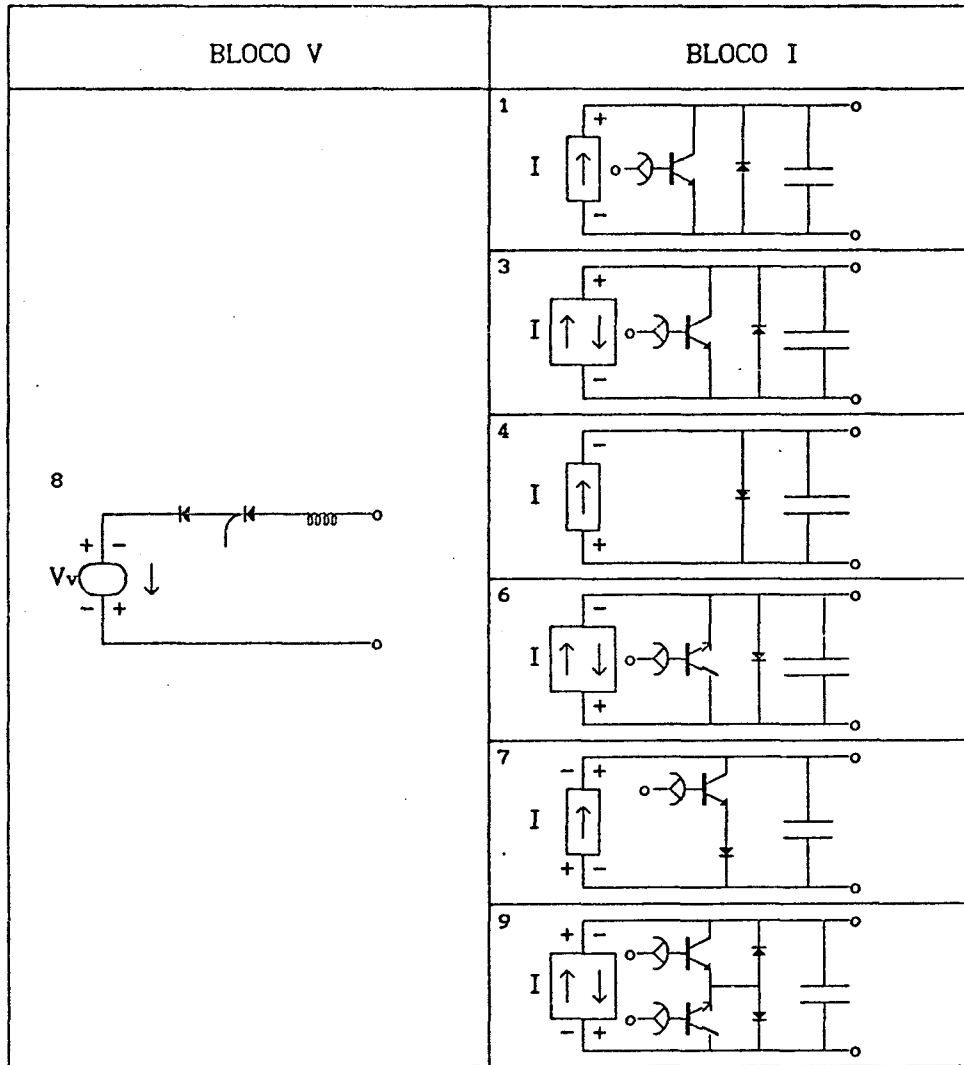 BLOCO V
BLOCO I
8
+ -
Vv
- +
1
+
I
-
3
+
I
-
4
-
I
+
6
-
I
+
7
- +
I
+ -
9
+ -
I
- +